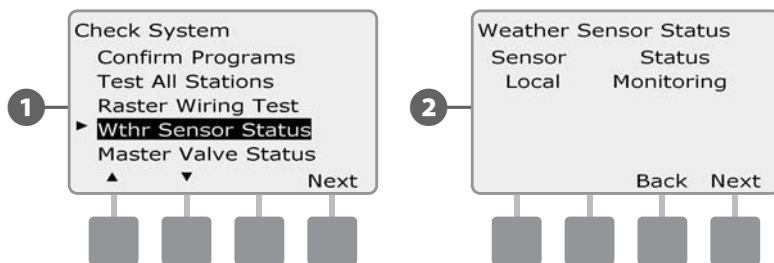 1
Check System
Confirm Programs
Test All Stations
Raster Wiring Test
► Wthr Sensor Status
Master Valve Status
▲ ▼ Next
2
Weather Sensor Status
Sensor Status
Local Monitoring
Back Next